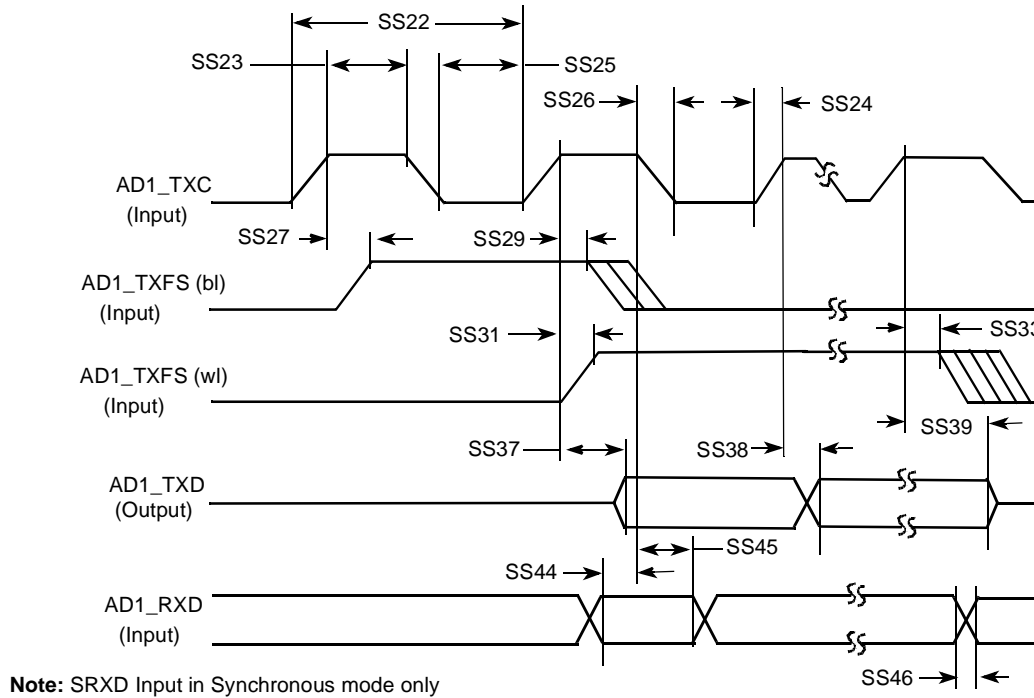 SS22
SS23
SS25
SS26
SS24
AD1_TXC
(Input)
SS27
SS29
AD1_TXFS (bl)
(Input)
SS31
SS33
AD1_TXFS (wl)
(Input)
SS39
SS37
SS38
AD1_TXD
(Output)
SS45
SS44
AD1_RXD
(Input)
SS46
Note: SRXD Input in Synchronous mode only